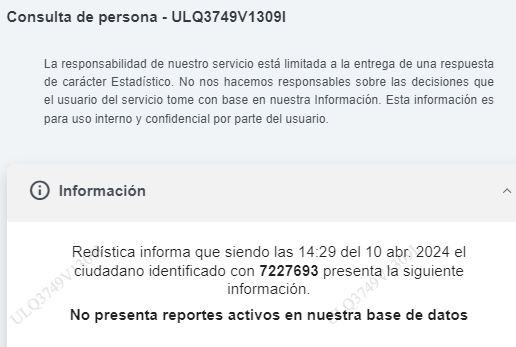 Consulta de persona - ULQ3749V1309I
La responsabilidad de nuestro servicio está limitada a la entrega de una respuesta
de carácter Estadístico. No nos hacemos responsables sobre las decisiones que
el usuario del servicio tome con base en nuestra Información. Esta información es
para uso interno y confidencial por parte del usuario.
Información
Redística informa que siendo las 14:29 del 10 abr. 2024 el
ciudadano identificado con 7227693 presenta la siguiente
información.
No presenta reportes activos en nuestra base de datos
ULQ3749V1309I
ULQ3749V1309I